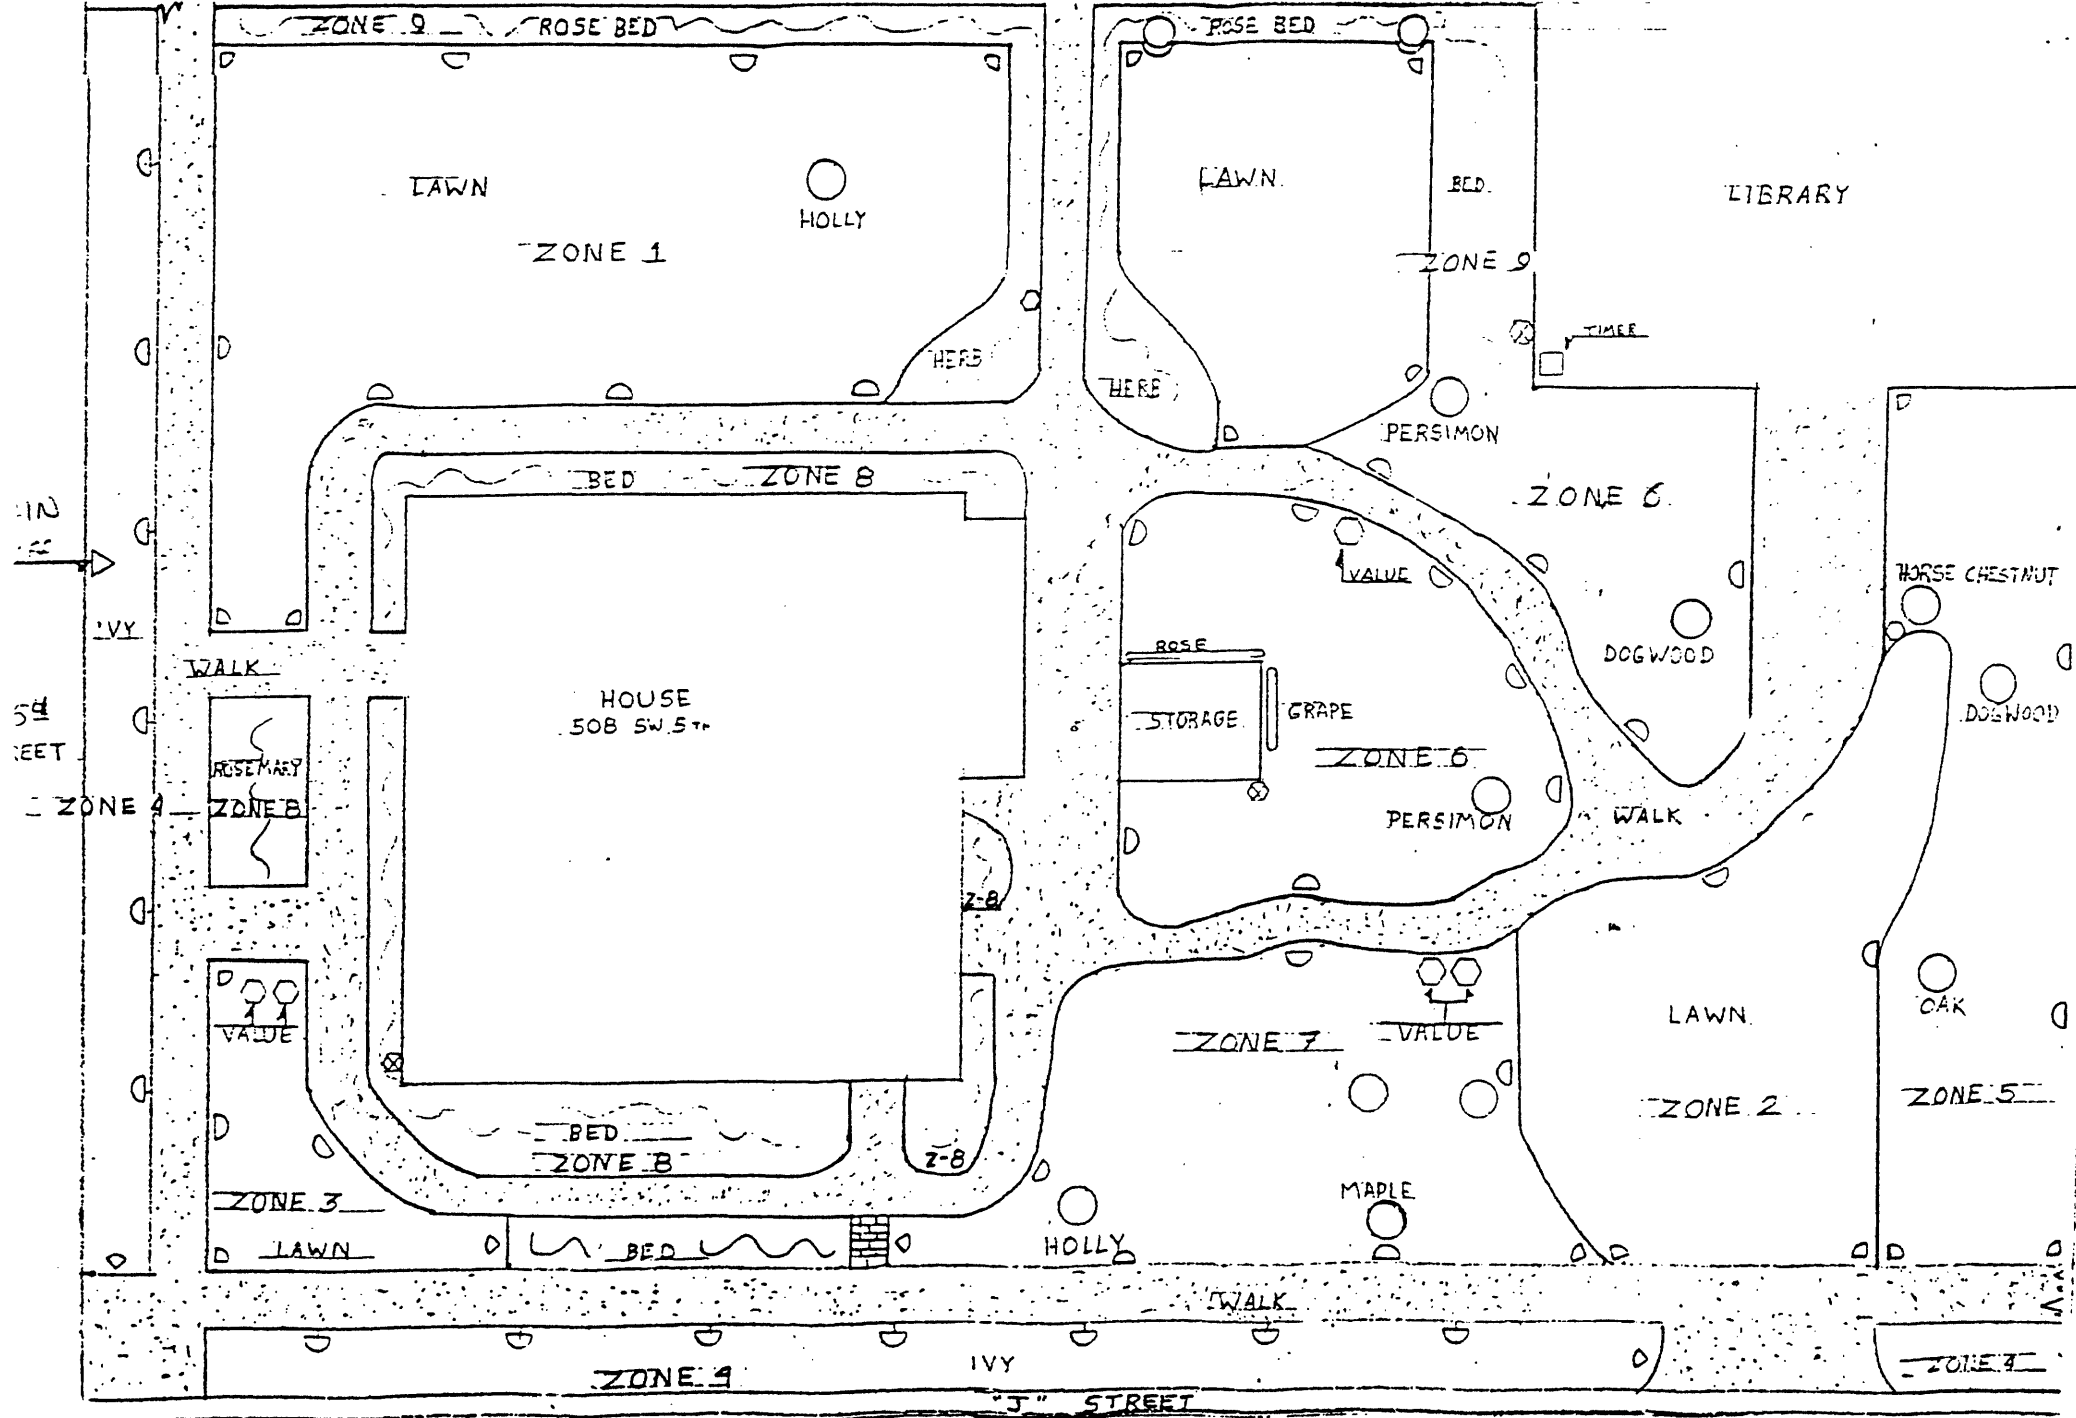 ZONE 9
ROSE BED
ROSE BED
LAWN
HOLLY
ZONE 1
LAWN
BED
LIBRARY
ZONE 9
TIMER
HERB
HERB
PERSIMON
BED
ZONE 8
ZONE 6
IN
VALUE
HORSE CHESTNUT
IVY
WALK
ROSE
DOGWOOD
HOUSE
508 SW. 5TH
STORAGE
GRAPE
DOGWOOD
5TH
EET
ROSEMARY
ZONE 6
ZONE 4
ZONE 8
PERSIMON
WALK
Z-8
VALUE
ZONE 7
VALUE
LAWN
OAK
ZONE 2
ZONE 5
BED
ZONE 8
Z-8
ZONE 3
MAPLE
LAWN
BED
HOLLY
WALK
IVY
ZONE 4
ZONE 4
"J" STREET